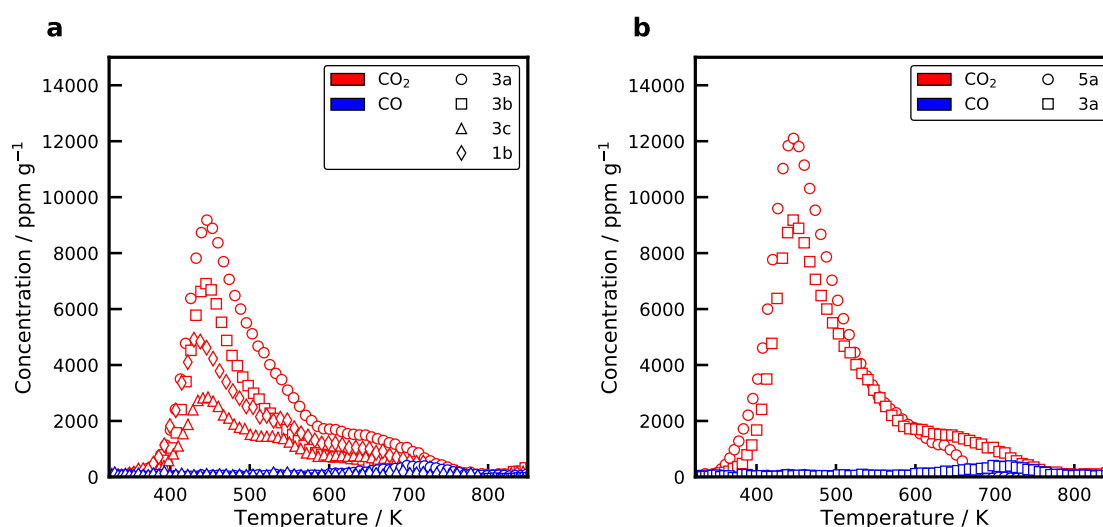 a
14000
12000
10000
8000
6000
4000
2000
0
Concentration / ppm g⁻¹
400 500 600 700 800
Temperature / K
CO₂ 3a
CO 3b
3c
1b
b
14000
12000
10000
8000
6000
4000
2000
0
Concentration / ppm g⁻¹
400 500 600 700 800
Temperature / K
CO₂ 5a
CO 3a